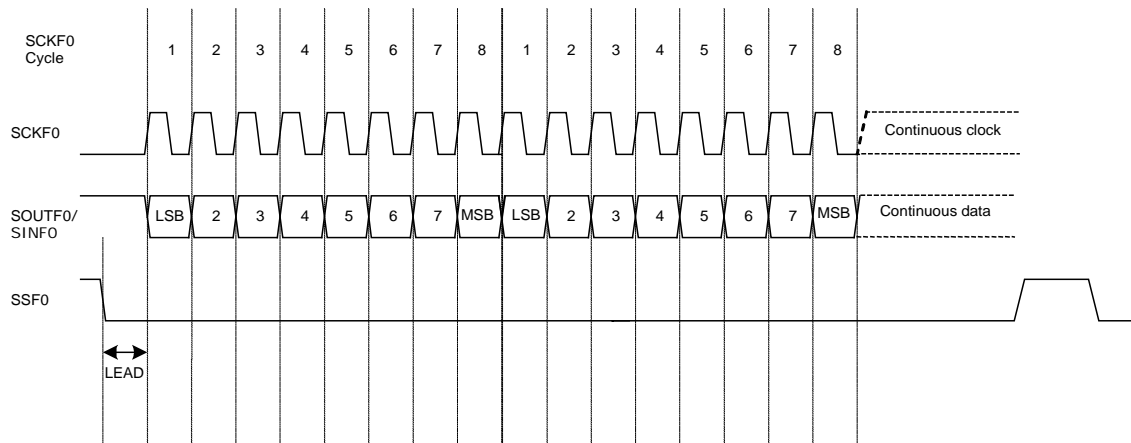 SCKF0
Cycle
1 2 3 4 5 6 7 8 1 2 3 4 5 6 7 8
SCKF0
Continuous clock
SOUTF0/
SINF0
LSB 2 3 4 5 6 7 MSB LSB 2 3 4 5 6 7 MSB
Continuous data
SSF0
LEAD